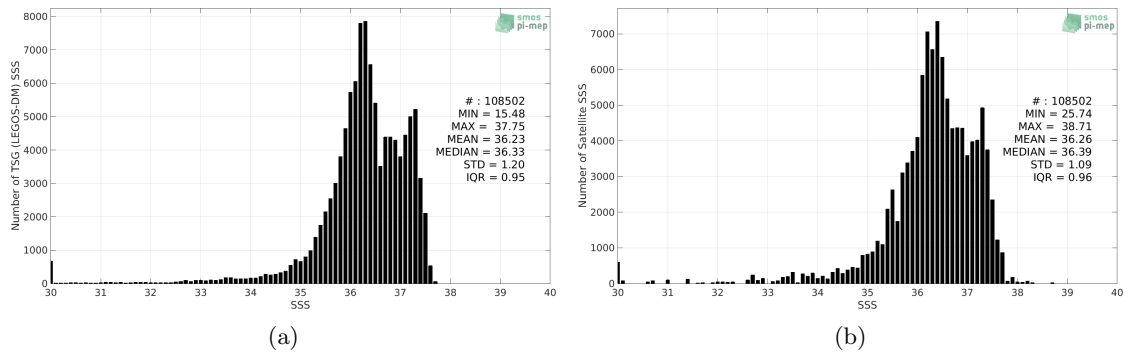 8000
7000
6000
5000
4000
3000
2000
1000
0
Number of TSG (LEGOS-DM) SSS
smos
pi-mep
# : 108502
MIN = 15.48
MAX = 37.75
MEAN = 36.23
MEDIAN = 36.33
STD = 1.20
IQR = 0.95
30 31 32 33 34 35 36 37 38 39 40
SSS
(a)
7000
6000
5000
4000
3000
2000
1000
0
Number of Satellite SSS
smos
pi-mep
# : 108502
MIN = 25.74
MAX = 38.71
MEAN = 36.26
MEDIAN = 36.39
STD = 1.09
IQR = 0.96
30 31 32 33 34 35 36 37 38 39 40
SSS
(b)